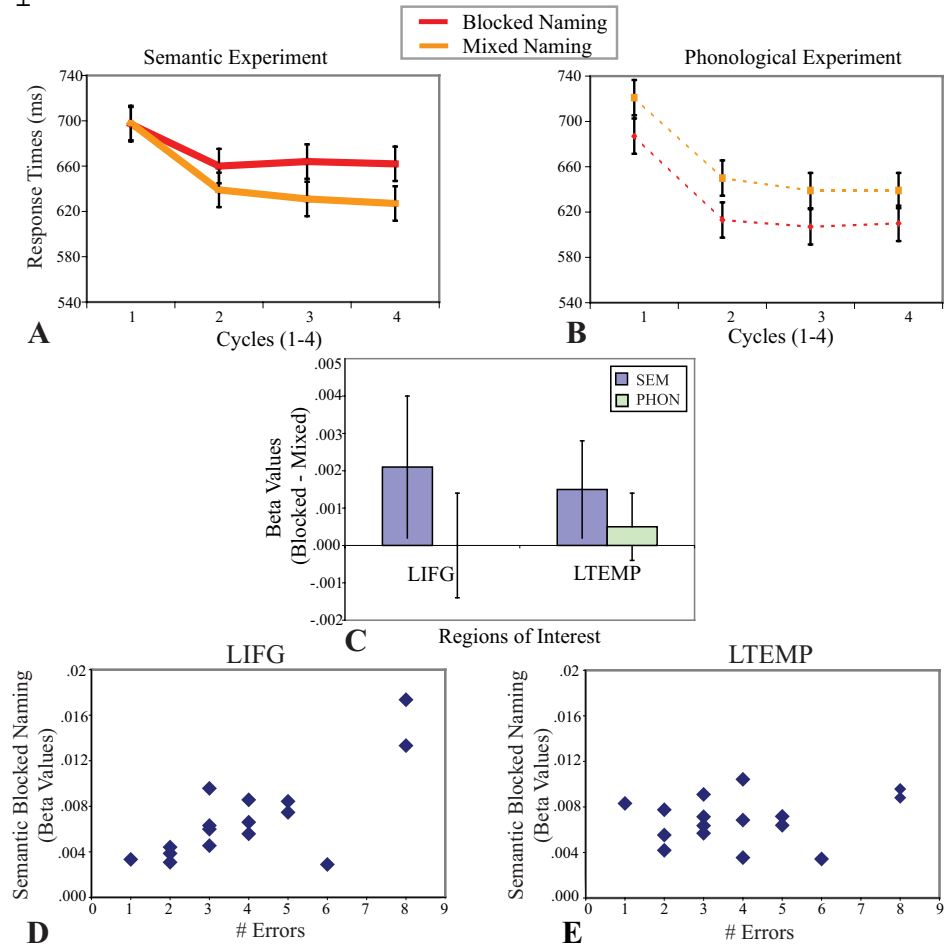 Blocked Naming
Mixed Naming
Semantic Experiment
Phonological Experiment
Response Times (ms)
740
700
660
620
580
540
1 2 3 4
A
Cycles (1-4)
740
700
660
620
580
540
1 2 3 4
B
Cycles (1-4)
Beta Values
(Blocked - Mixed)
.005
.004
.003
.002
.001
.000
-.001
-.002
SEM
PHON
LIFG
LTEMP
C
Regions of Interest
LIFG
Semantic Blocked Naming
(Beta Values)
.02
.016
.012
.008
.004
.000
0 1 2 3 4 5 6 7 8 9
D
# Errors
LTEMP
Semantic Blocked Naming
(Beta Values)
.02
.016
.012
.008
.004
.000
0 1 2 3 4 5 6 7 8 9
E
# Errors